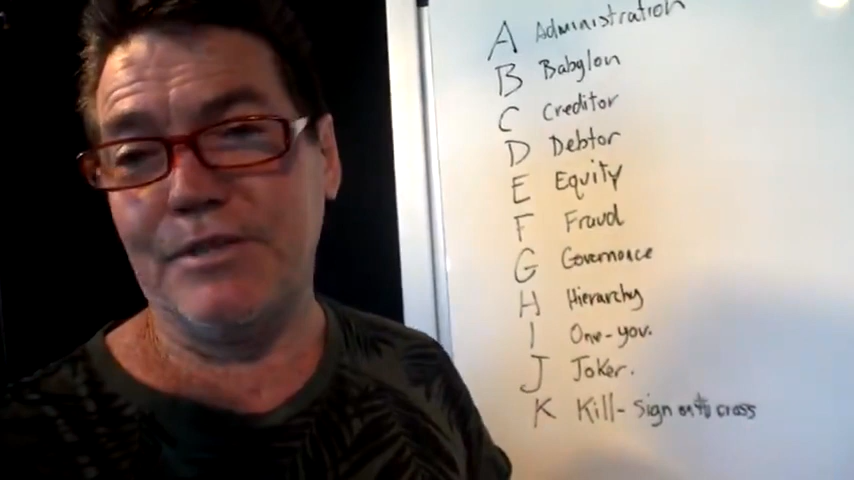 A Administration
B Babylon
C Creditor
D Debtor
E Equity
F Fraud
G Governance
H Hierarchy
I One-you.
J Joker.
K Kill- Sign on the cross